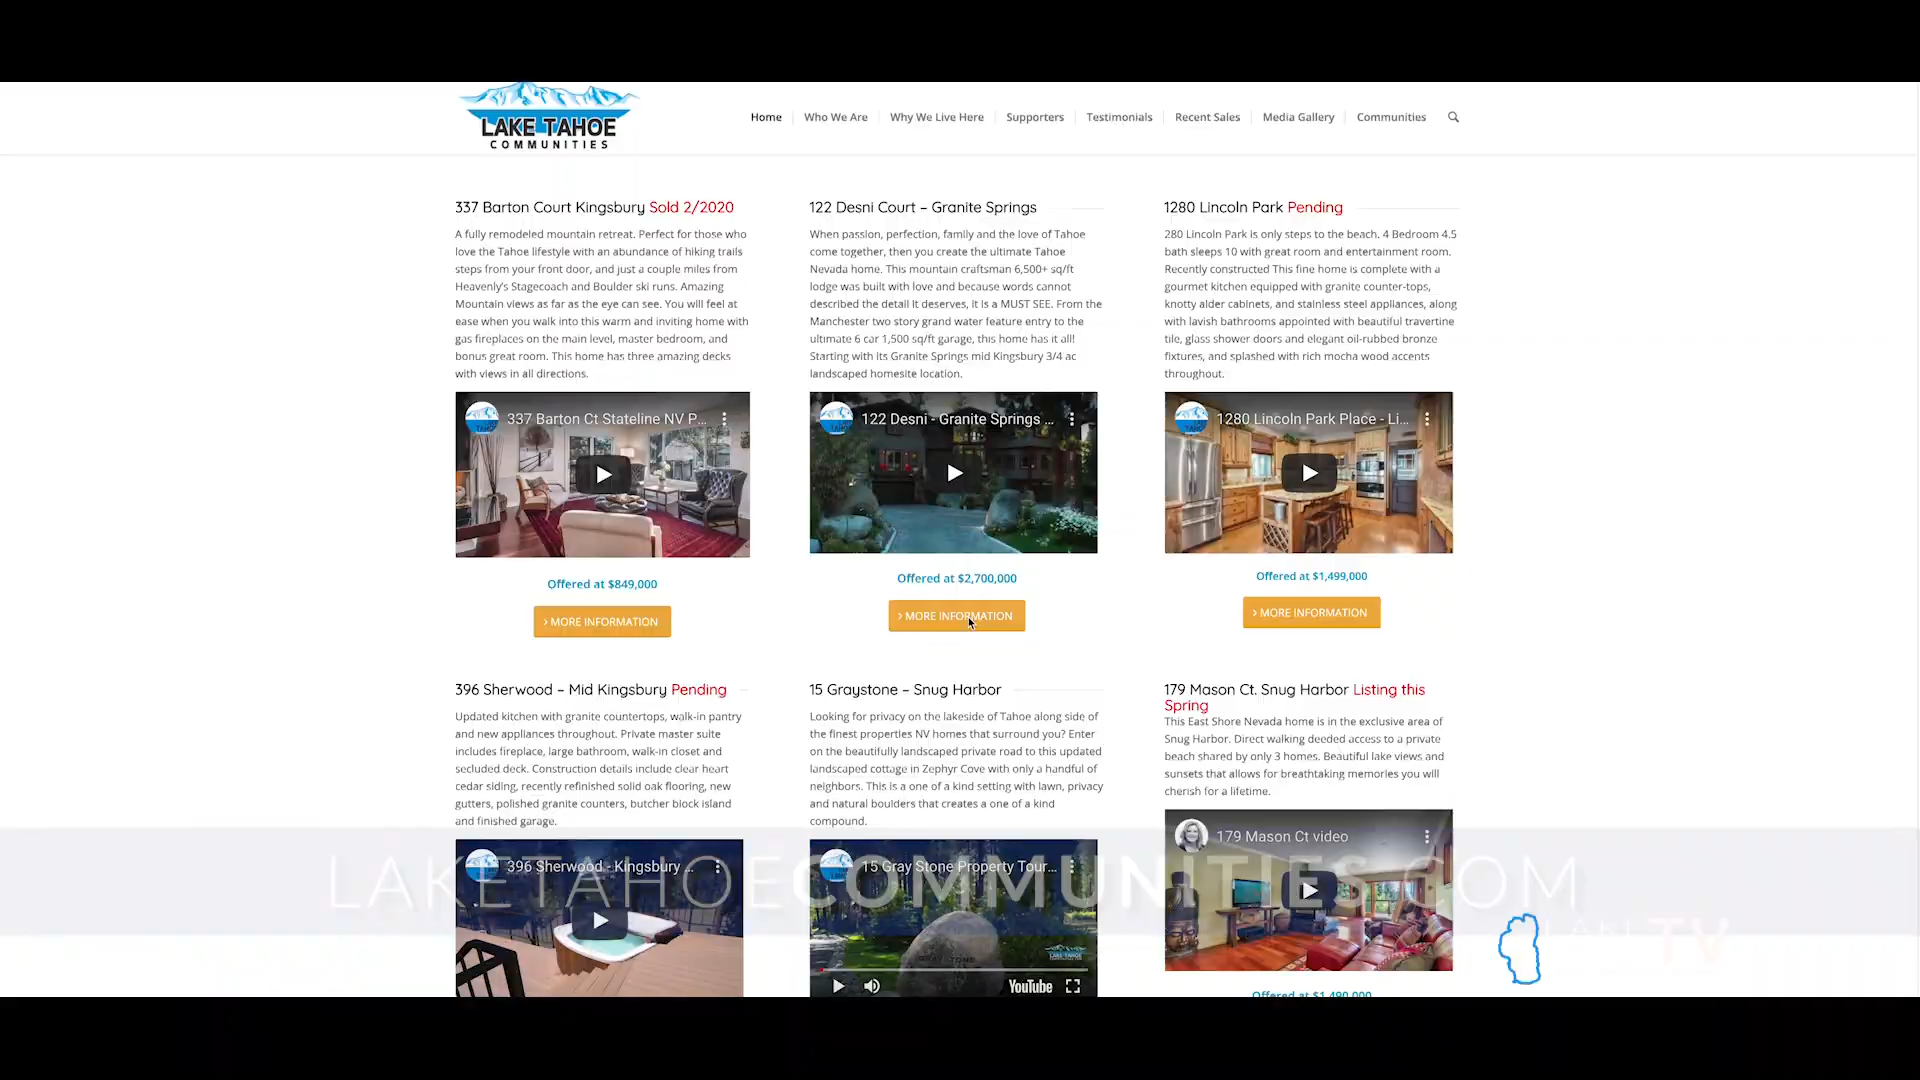 LAKE TAHOE
COMMUNITIES
Home
Who We Are
Why We Live Here
Supporters
Testimonials
Recent Sales
Media Gallery
Communities
337 Barton Court Kingsbury Sold 2/2020
A fully remodeled mountain retreat. Perfect for those who
love the Tahoe lifestyle with an abundance of hiking trails
steps from your front door, and just a couple miles from
Heavenly's Stagecoach and Boulder ski runs. Amazing
Mountain views as far as the eye can see. You will feel at
ease when you walk into this warm and inviting home with
gas fireplaces on the main level, master bedroom, and
bonus great room. This home has three amazing decks
with views in all directions.
337 Barton Ct Stateline NV P...
Offered at $849,000
› MORE INFORMATION
122 Desni Court – Granite Springs
When passion, perfection, family and the love of Tahoe
come together, then you create the ultimate Tahoe
Nevada home. This mountain craftsman 6,500+ sq/ft
lodge was built with love and because words cannot
described the detail It deserves, it Is a MUST SEE. From the
Manchester two story grand water feature entry to the
ultimate 6 car 1,500 sq/ft garage, this home has it all!
Starting with its Granite Springs mid Kingsbury 3/4 ac
landscaped homesite location.
122 Desni - Granite Springs ...
Offered at $2,700,000
› MORE INFORMATION
1280 Lincoln Park Pending
280 Lincoln Park is only steps to the beach. 4 Bedroom 4.5
bath sleeps 10 with great room and entertainment room.
Recently constructed This fine home is complete with a
gourmet kitchen equipped with granite counter-tops,
knotty alder cabinets, and stainless steel appliances, along
with lavish bathrooms appointed with beautiful travertine
tile, glass shower doors and elegant oil-rubbed bronze
fixtures, and splashed with rich mocha wood accents
throughout.
1280 Lincoln Park Place - Li...
Offered at $1,499,000
› MORE INFORMATION
396 Sherwood – Mid Kingsbury Pending
Updated kitchen with granite countertops, walk-in pantry
and new appliances throughout. Private master suite
includes fireplace, large bathroom, walk-in closet and
secluded deck. Construction details include clear heart
cedar siding, recently refinished solid oak flooring, new
gutters, polished granite counters, butcher block island
and finished garage.
396 Sherwood - Kingsbury ...
15 Graystone – Snug Harbor
Looking for privacy on the lakeside of Tahoe along side of
the finest properties NV homes that surround you? Enter
on the beautifully landscaped private road to this updated
landscaped cottage in Zephyr Cove with only a handful of
neighbors. This is a one of a kind setting with lawn, privacy
and natural boulders that creates a one of a kind
compound.
15 Gray Stone Property Tour...
YouTube
179 Mason Ct. Snug Harbor Listing this
Spring
This East Shore Nevada home is in the exclusive area of
Snug Harbor. Direct walking deeded access to a private
beach shared by only 3 homes. Beautiful lake views and
sunsets that allows for breathtaking memories you will
cherish for a lifetime.
179 Mason Ct video
Offered at $1,490,000
LAKETAHOECOMMUNITIES.COM
TV